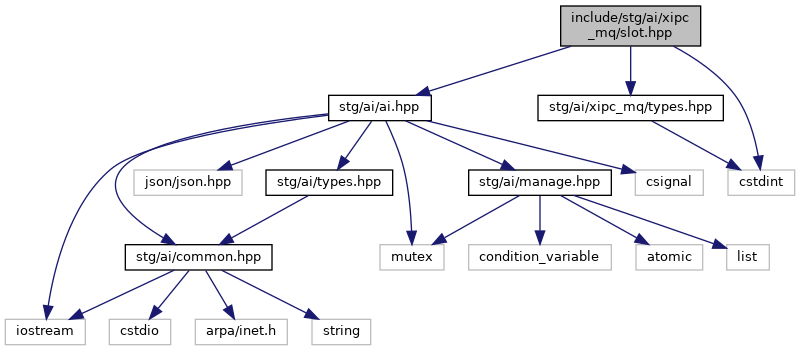 include/stg/ai/xipc
_mq/slot.hpp
stg/ai/ai.hpp
stg/ai/xipc_mq/types.hpp
json/json.hpp
stg/ai/types.hpp
stg/ai/manage.hpp
csignal
cstdint
stg/ai/common.hpp
mutex
condition_variable
atomic
list
iostream
cstdio
arpa/inet.h
string